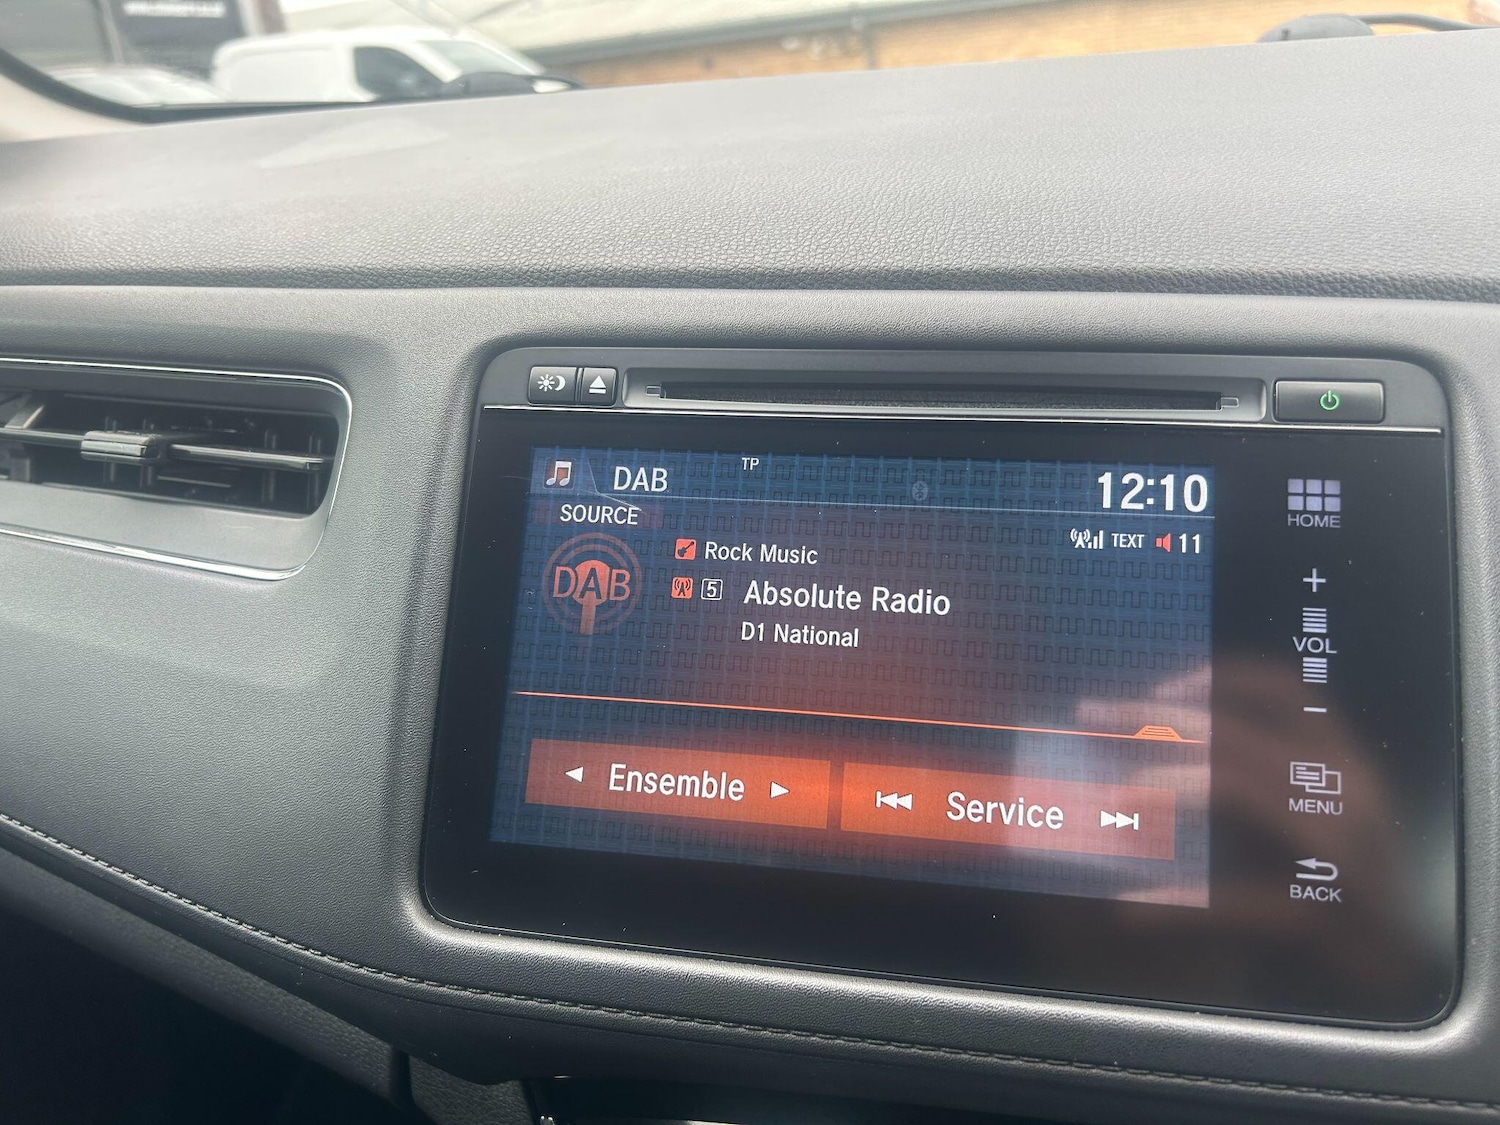 DAB
TP
12:10
SOURCE
TEXT
11
Rock Music
DAB
5
Absolute Radio
D1 National
Ensemble
Service
HOME
+
VOL
-
MENU
BACK